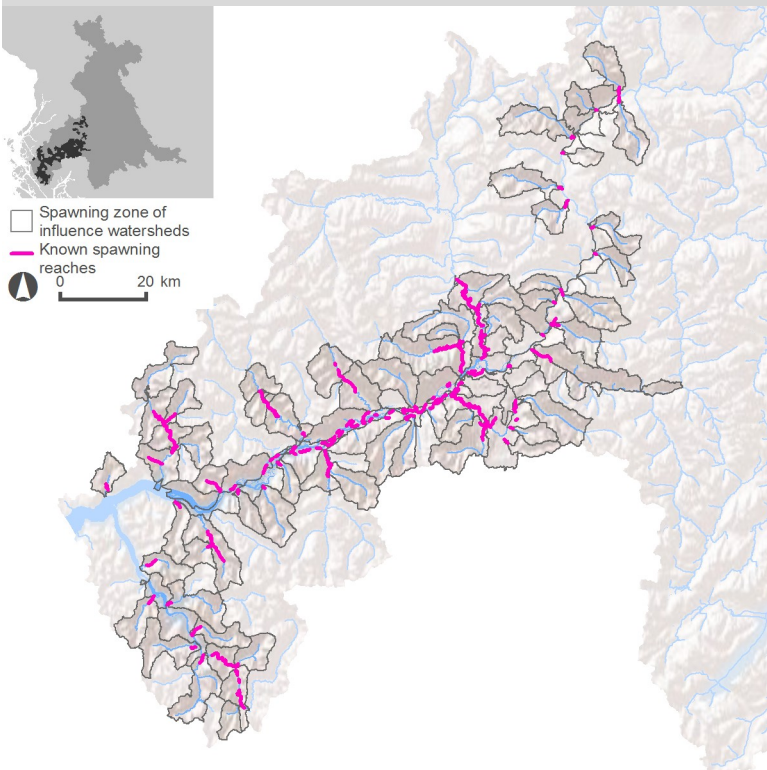 Spawning zone of
influence watersheds
Known spawning
reaches
0 20 km